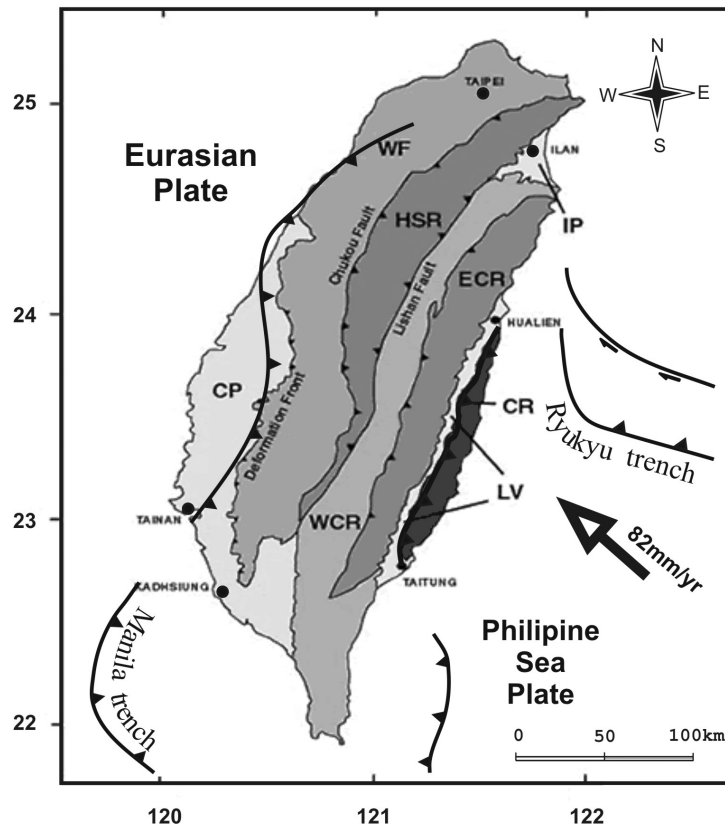 N
W
E
S
25
24
23
22
120
121
122
TAIPEI
ILAN
IP
WF
Eurasian
Plate
HSR
Chukou Fault
Lishan Fault
ECR
HUALIEN
CP
Deformation Front
CR
Ryukyu trench
LV
WCR
TAINAN
TAITUNG
82mm/yr
KADHSIUNG
Manila trench
Philipine
Sea
Plate
0 50 100km